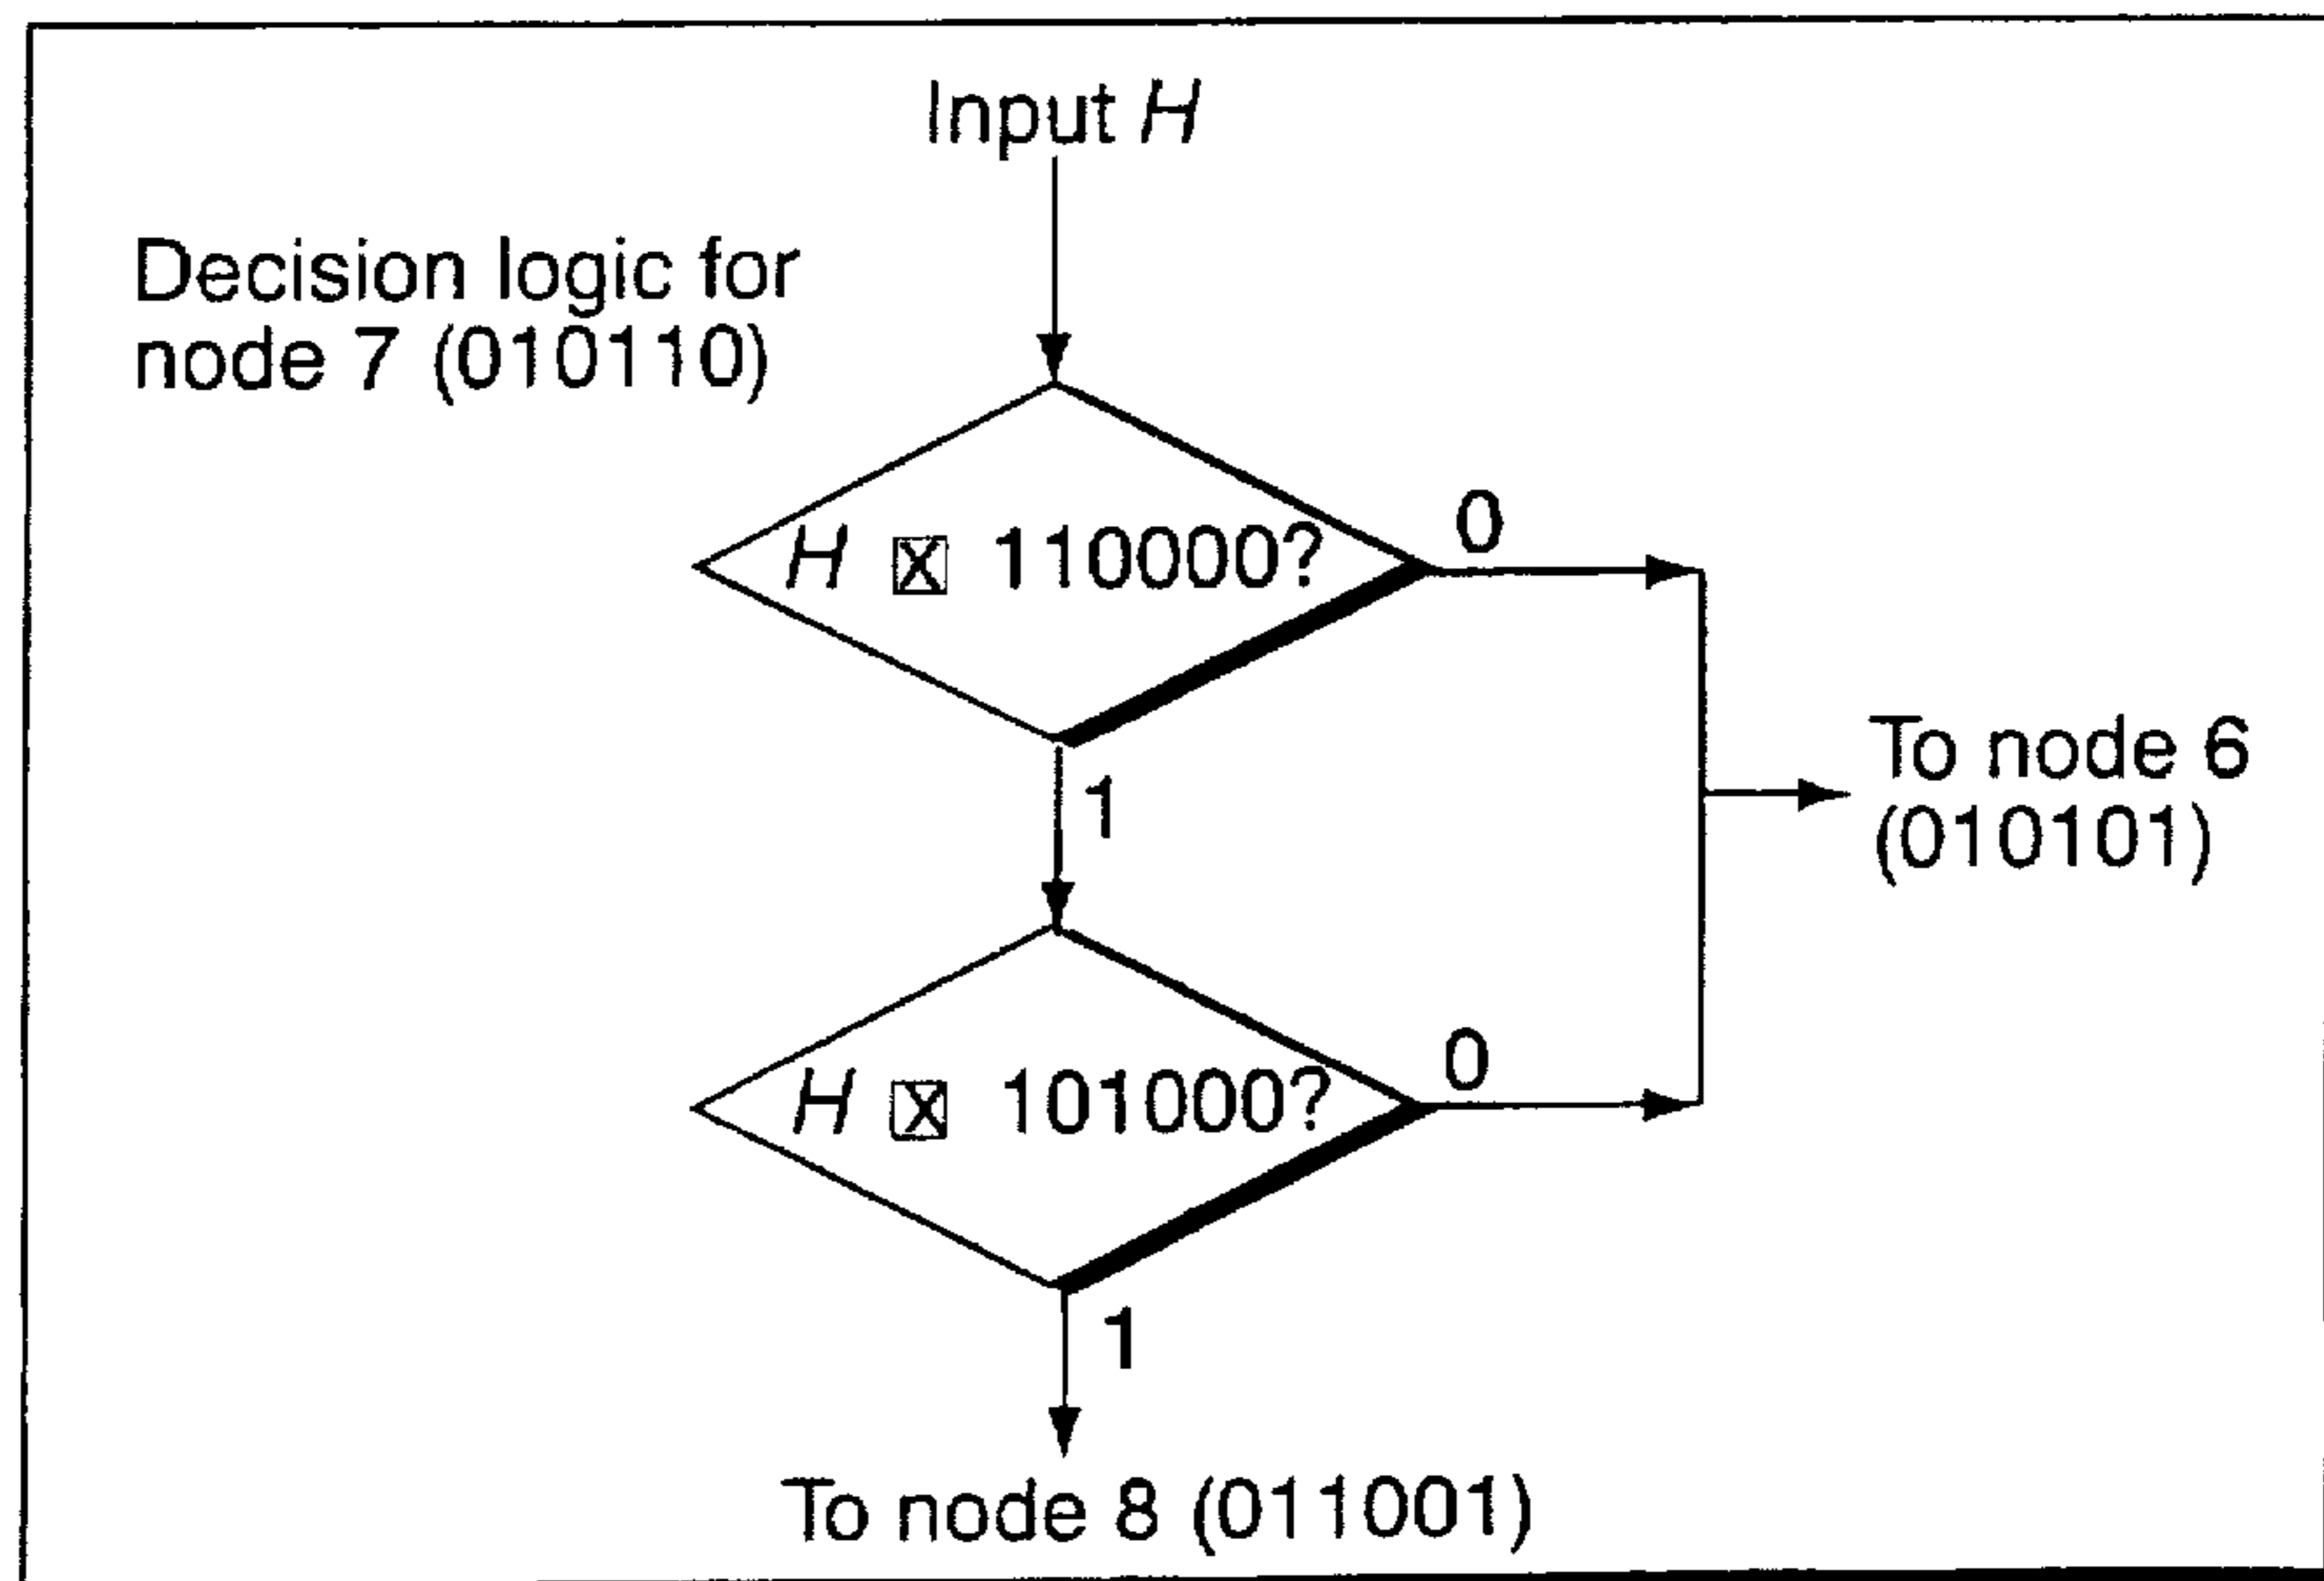 Input H
Decision logic for
node 7 (010110)
H ☒ 110000?
0
1
To node 6
(010101)
H ☒ 101000?
0
1
To node 8 (011001)